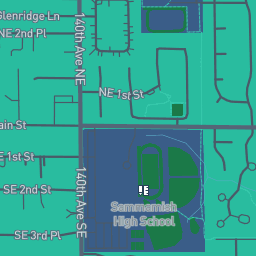 Glenridge Ln
NE 2nd Pl
140th Ave NE
NE 1st St
ain St
SE 1st St
SE 2nd St
140th Ave SE
Sammamish
High School
SE 3rd Pl